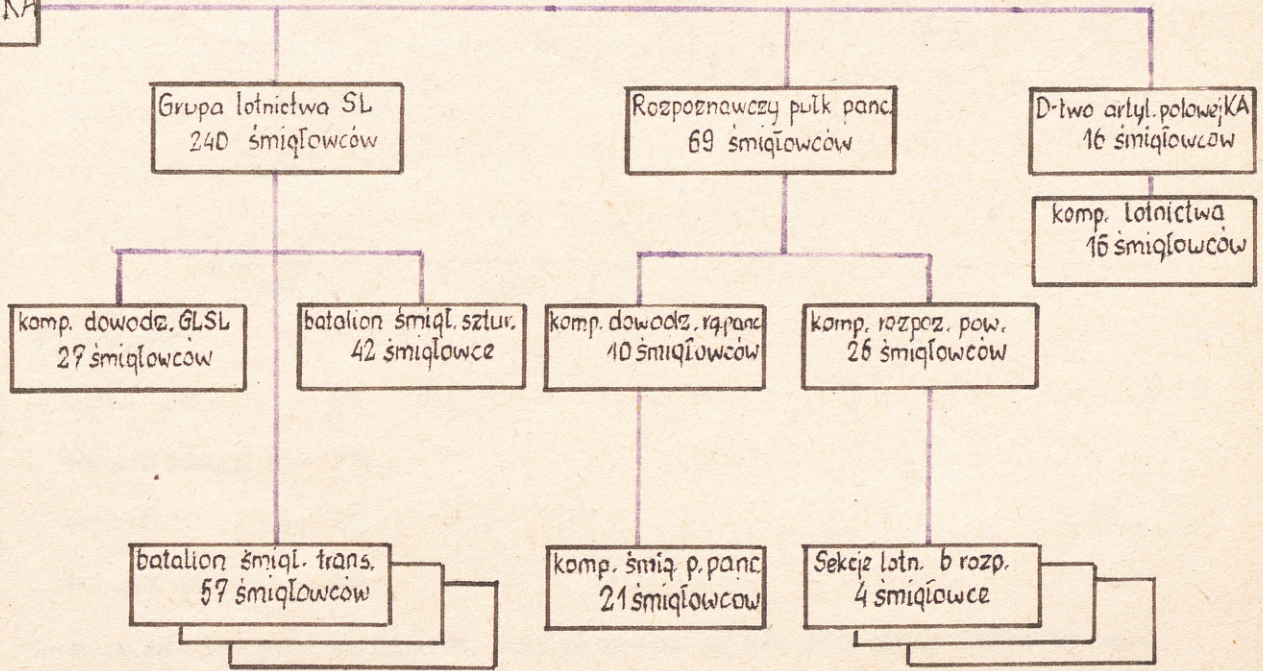 KA
Grupa lotnictwa SL
240 śmigłowców
Rozpoznawczy pułk panc.
69 śmigłowców
D-two artyl. polowej KA
16 śmigłowców
komp. lotnictwa
16 śmigłowców
komp. dowodz. GLSL
27 śmigłowców
batalion śmigł. sztur.
42 śmigłowce
komp. dowodz. rp.panc
10 śmigłowców
komp. rozpoz. pow.
26 śmigłowców
batalion śmigł. trans.
57 śmigłowców
komp. śmig. p.panc.
21 śmigłowców
Sekcje lotn. b rozp.
4 śmigłowce